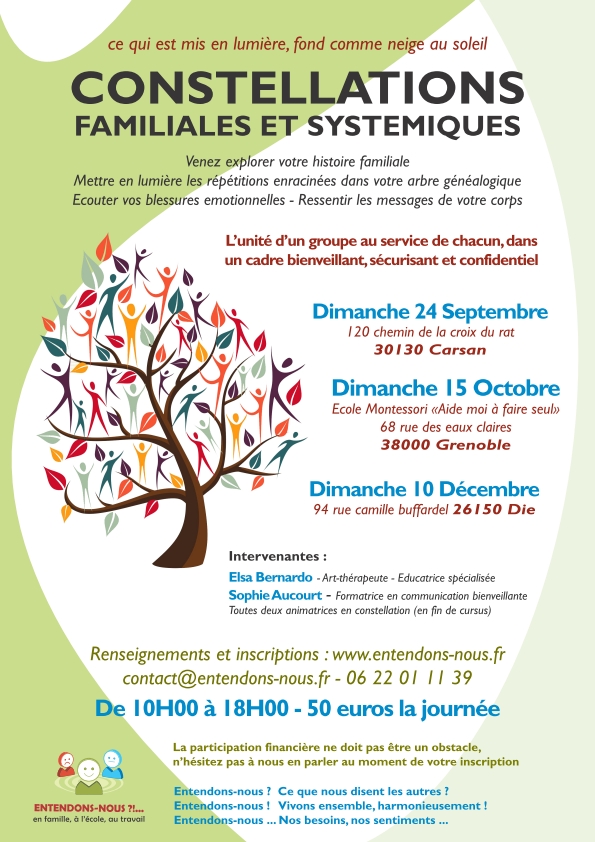 ce qui est mis en lumière, fond comme neige au soleil
CONSTELLATIONS
FAMILIALES ET SYSTEMIQUES
Venez explorer votre histoire familiale
Mettre en lumière les répétitions enracinées dans votre arbre généalogique
Ecouter vos blessures emotionnelles - Ressentir les messages de votre corps
L'unité d'un groupe au service de chacun, dans
un cadre bienveillant, sécurisant et confidentiel
Dimanche 24 Septembre
120 chemin de la croix du rat
30130 Carsan
Dimanche 15 Octobre
Ecole Montessori «Aide moi à faire seul»
68 rue des eaux claires
38000 Grenoble
Dimanche 10 Décembre
94 rue camille buffardel 26150 Die
Intervenantes :
Elsa Bernardo - Art-thérapeute - Educatrice spécialisée
Sophie Aucourt - Formatrice en communication bienveillante
Toutes deux animatrices en constellation (en fin de cursus)
Renseignements et inscriptions : www.entendons-nous.fr
contact@entendons-nous.fr - 06 22 01 11 39
De 10H00 à 18H00 - 50 euros la journée
La participation financière ne doit pas être un obstacle,
n'hésitez pas à nous en parler au moment de votre inscription
Entendons-nous ? Ce que nous disent les autres ?
Entendons-nous ! Vivons ensemble, harmonieusement !
Entendons-nous ... Nos besoins, nos sentiments ...
ENTENDONS-NOUS ?!...
en famille, à l'école, au travail